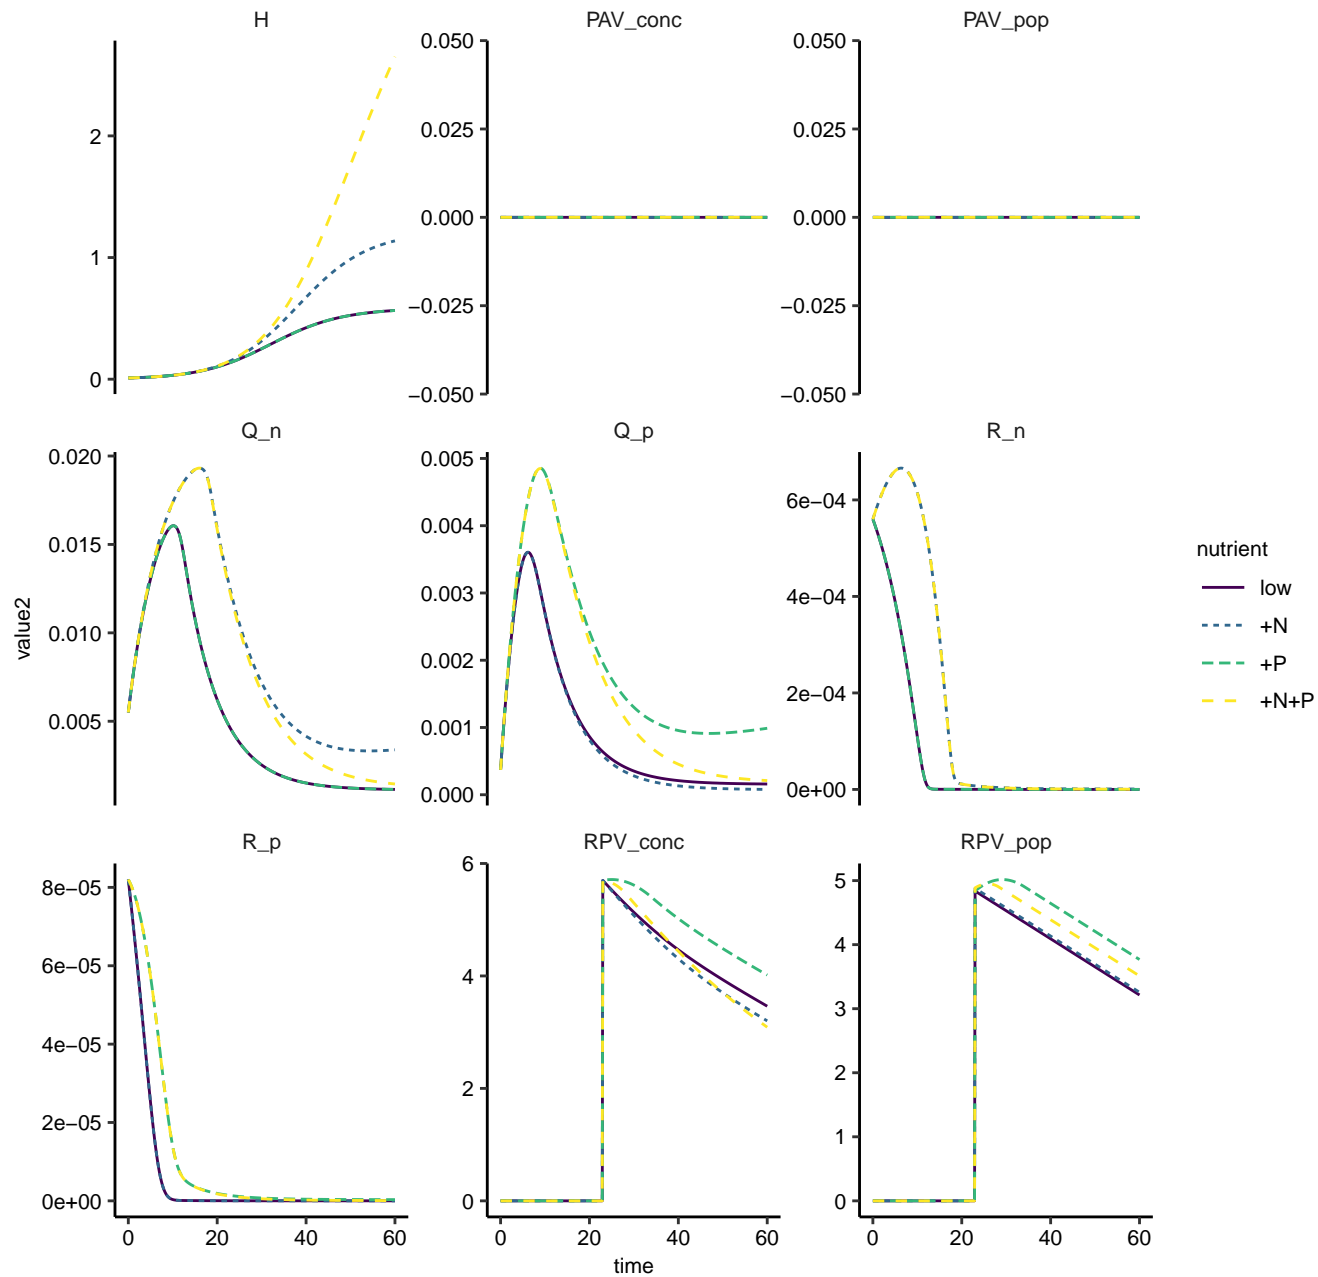 H
PAV_conc
PAV_pop
2
1
0
0.050
0.025
0.000
−0.025
−0.050
0.050
0.025
0.000
−0.025
−0.050
Q_n
Q_p
R_n
0.020
0.015
0.010
0.005
0.005
0.004
0.003
0.002
0.001
0.000
6e−04
4e−04
2e−04
0e+00
value2
nutrient
low
+N
+P
+N+P
R_p
RPV_conc
RPV_pop
8e−05
6e−05
4e−05
2e−05
0e+00
6
4
2
0
5
4
3
2
1
0
0 20 40 60
0 20 40 60
0 20 40 60
time